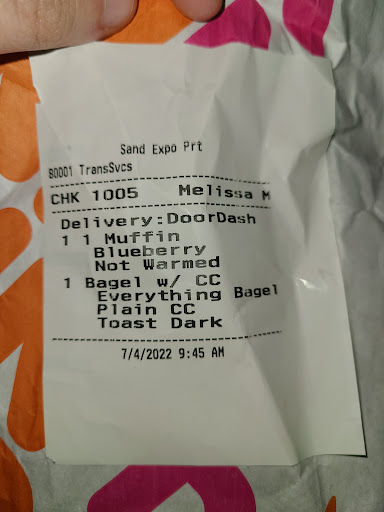 Sand Expo Prt
80001 TransSvcs
CHK 1005 Melissa M
Delivery:DoorDash
1 1 Muffin
Blueberry
Not Warmed
1 Bagel w/ CC
Everything Bagel
Plain CC
Toast Dark
7/4/2022 9:45 AM